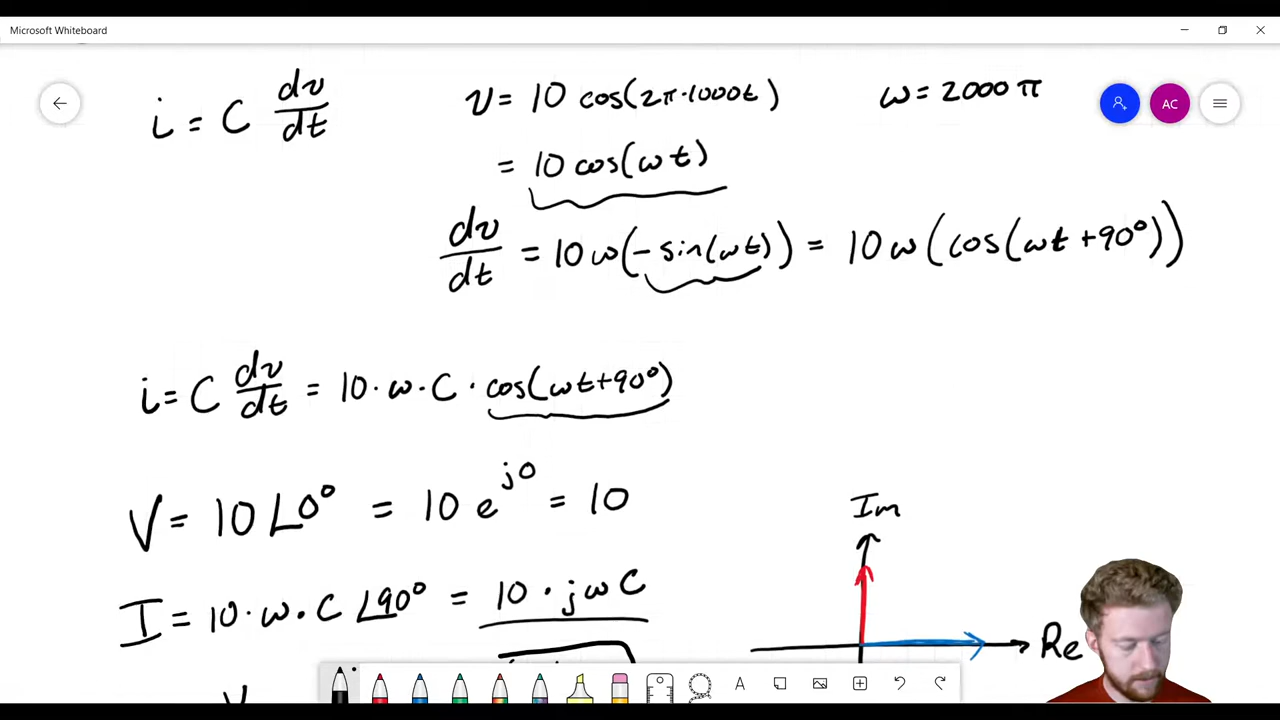 Microsoft Whiteboard
i = C dv/dt
v = 10 cos(2π·1000t)
ω = 2000π
AC
= 10 cos(ωt)
dv/dt = 10ω(-sin(ωt)) = 10ω(cos(ωt+90°))
i = C dv/dt = 10·ω·C·cos(ωt+90°)
V = 10∠0° = 10e^j0 = 10
Im
I = 10·ω·C∠90° = 10·jωC
Re
A